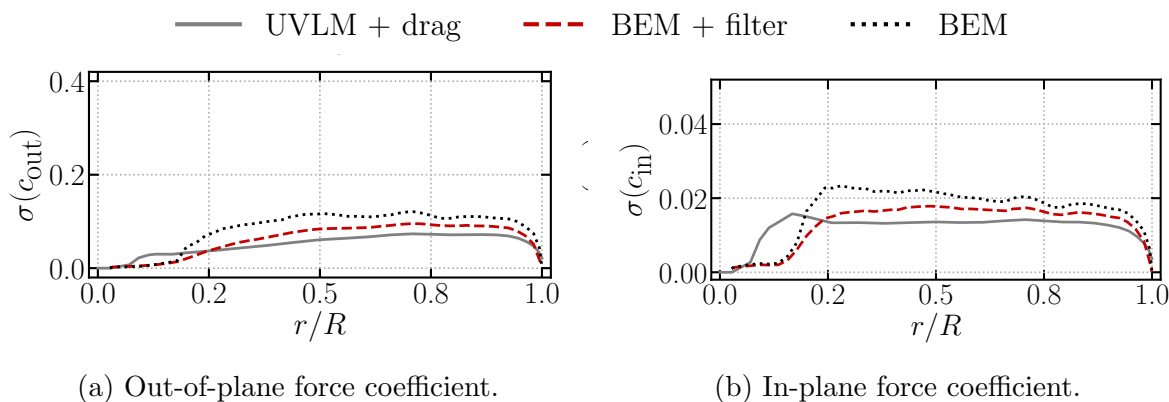 UVLM + drag BEM + filter BEM
0.4
0.2
0.0
σ(c_out)
0.0 0.2 0.5 0.8 1.0
r/R
0.04
0.02
0.00
σ(c_in)
0.0 0.2 0.5 0.8 1.0
r/R
(a) Out-of-plane force coefficient.
(b) In-plane force coefficient.